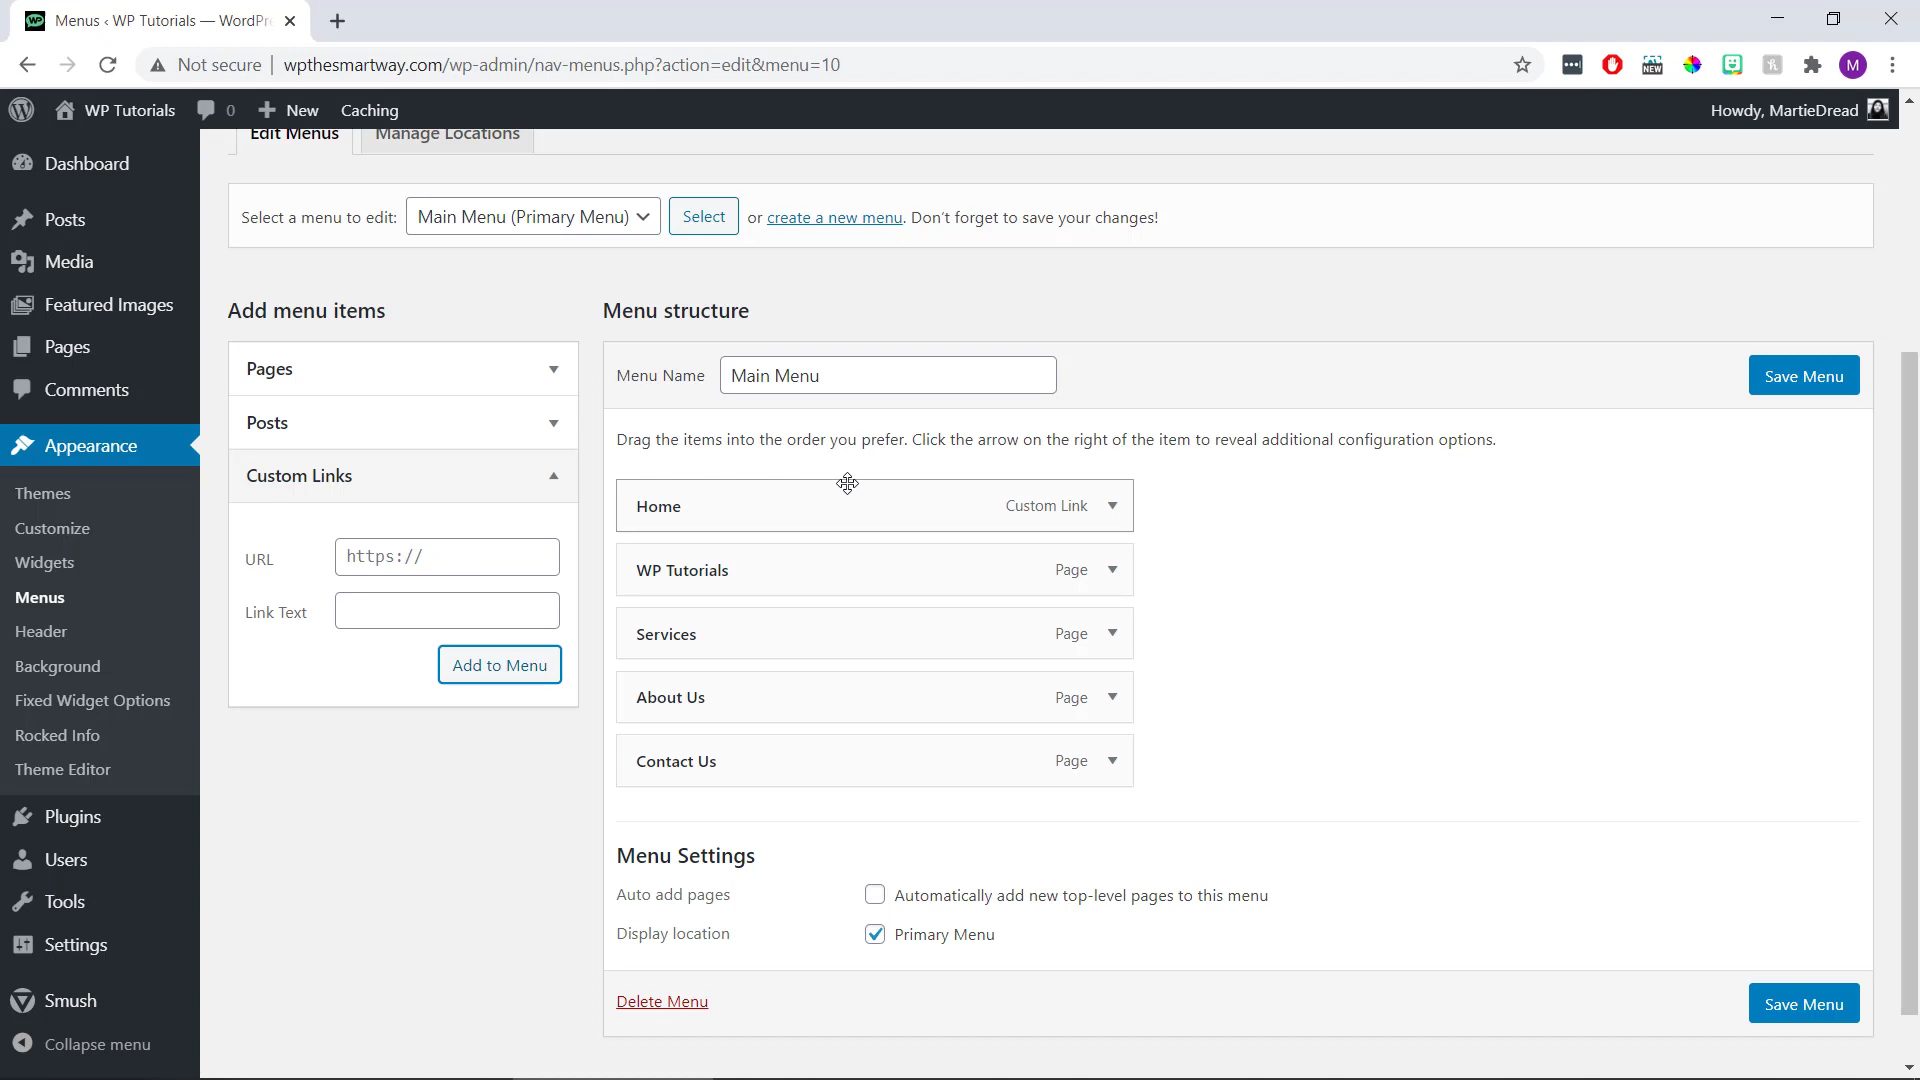 Menus ‹ WP Tutorials — WordPr
Not secure | wpthesmartway.com/wp-admin/nav-menus.php?action=edit&menu=10
NEW
M
WP Tutorials 0 New Caching Howdy, MartieDread
Edit Menus Manage Locations
Dashboard
Posts
Media
Featured Images
Pages
Comments
Appearance
Themes
Customize
Widgets
Menus
Header
Background
Fixed Widget Options
Rocked Info
Theme Editor
Plugins
Users
Tools
Settings
Smush
Collapse menu
Select a menu to edit: Main Menu (Primary Menu) Select or create a new menu. Don't forget to save your changes!
Add menu items
Pages
Posts
Custom Links
URL https://
Link Text
Add to Menu
Menu structure
Menu Name Main Menu Save Menu
Drag the items into the order you prefer. Click the arrow on the right of the item to reveal additional configuration options.
Home Custom Link
WP Tutorials Page
Services Page
About Us Page
Contact Us Page
Menu Settings
Auto add pages Automatically add new top-level pages to this menu
Display location Primary Menu
Delete Menu Save Menu